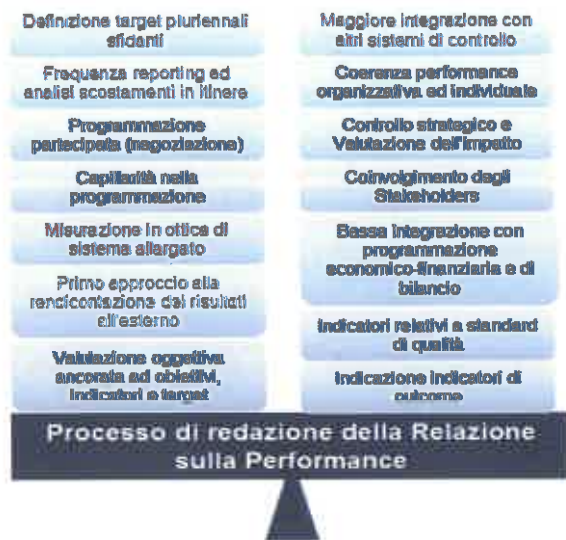 Definizione target pluriennali
sfidanti
Frequenza reporting ed
analisi scostamenti in itinere
Programmazione
partecipata (negoziazione)
Capillarità nella
programmazione
Misurazione in ottica di
sistema allargato
Primo approccio alla
rendicontazione dei risultati
all'esterno
Valutazione oggettiva
ancorata ad obiettivi,
indicatori e target
Maggiore integrazione con
altri sistemi di controllo
Coerenza performance
organizzativa ed individuale
Controllo strategico e
Valutazione dell'impatto
Coinvolgimento degli
Stakeholders
Bassa integrazione con
programmazione
economico-finanziaria e di
bilancio
Indicatori relativi a standard
di qualità
Indicazione indicatori di
outcome
Processo di redazione della Relazione
sulla Performance